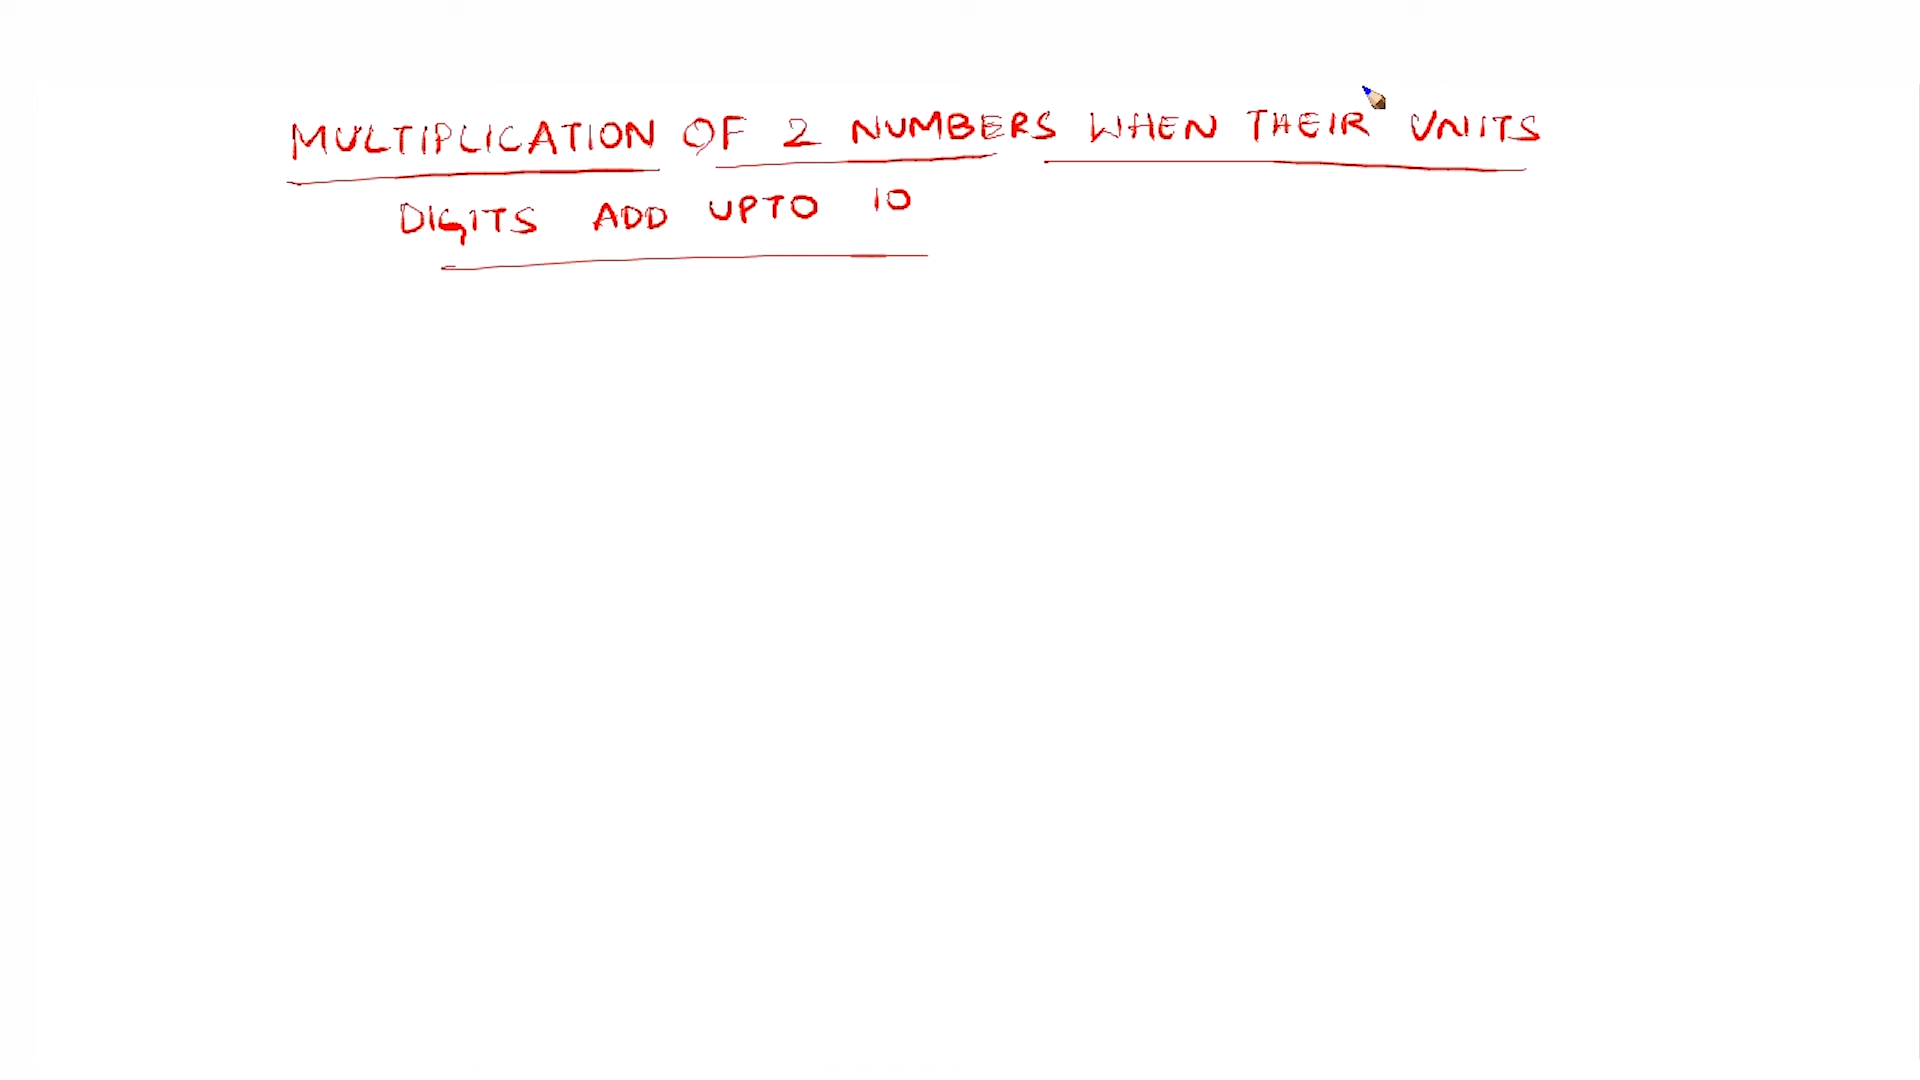 MULTIPLICATION OF 2 NUMBERS WHEN THEIR UNITS
DIGITS ADD UPTO 10